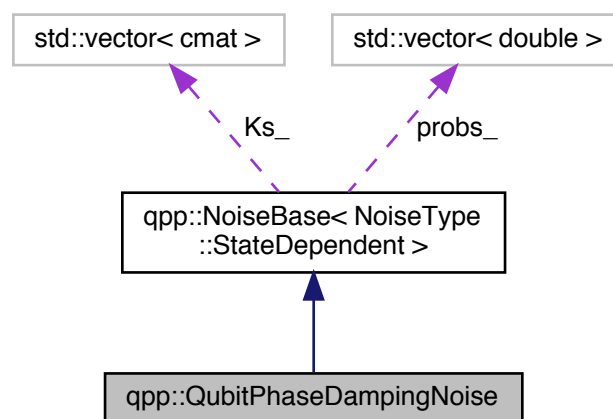 std::vector< cmat >
std::vector< double >
Ks_
probs_
qpp::NoiseBase< NoiseType
::StateDependent >
qpp::QubitPhaseDampingNoise